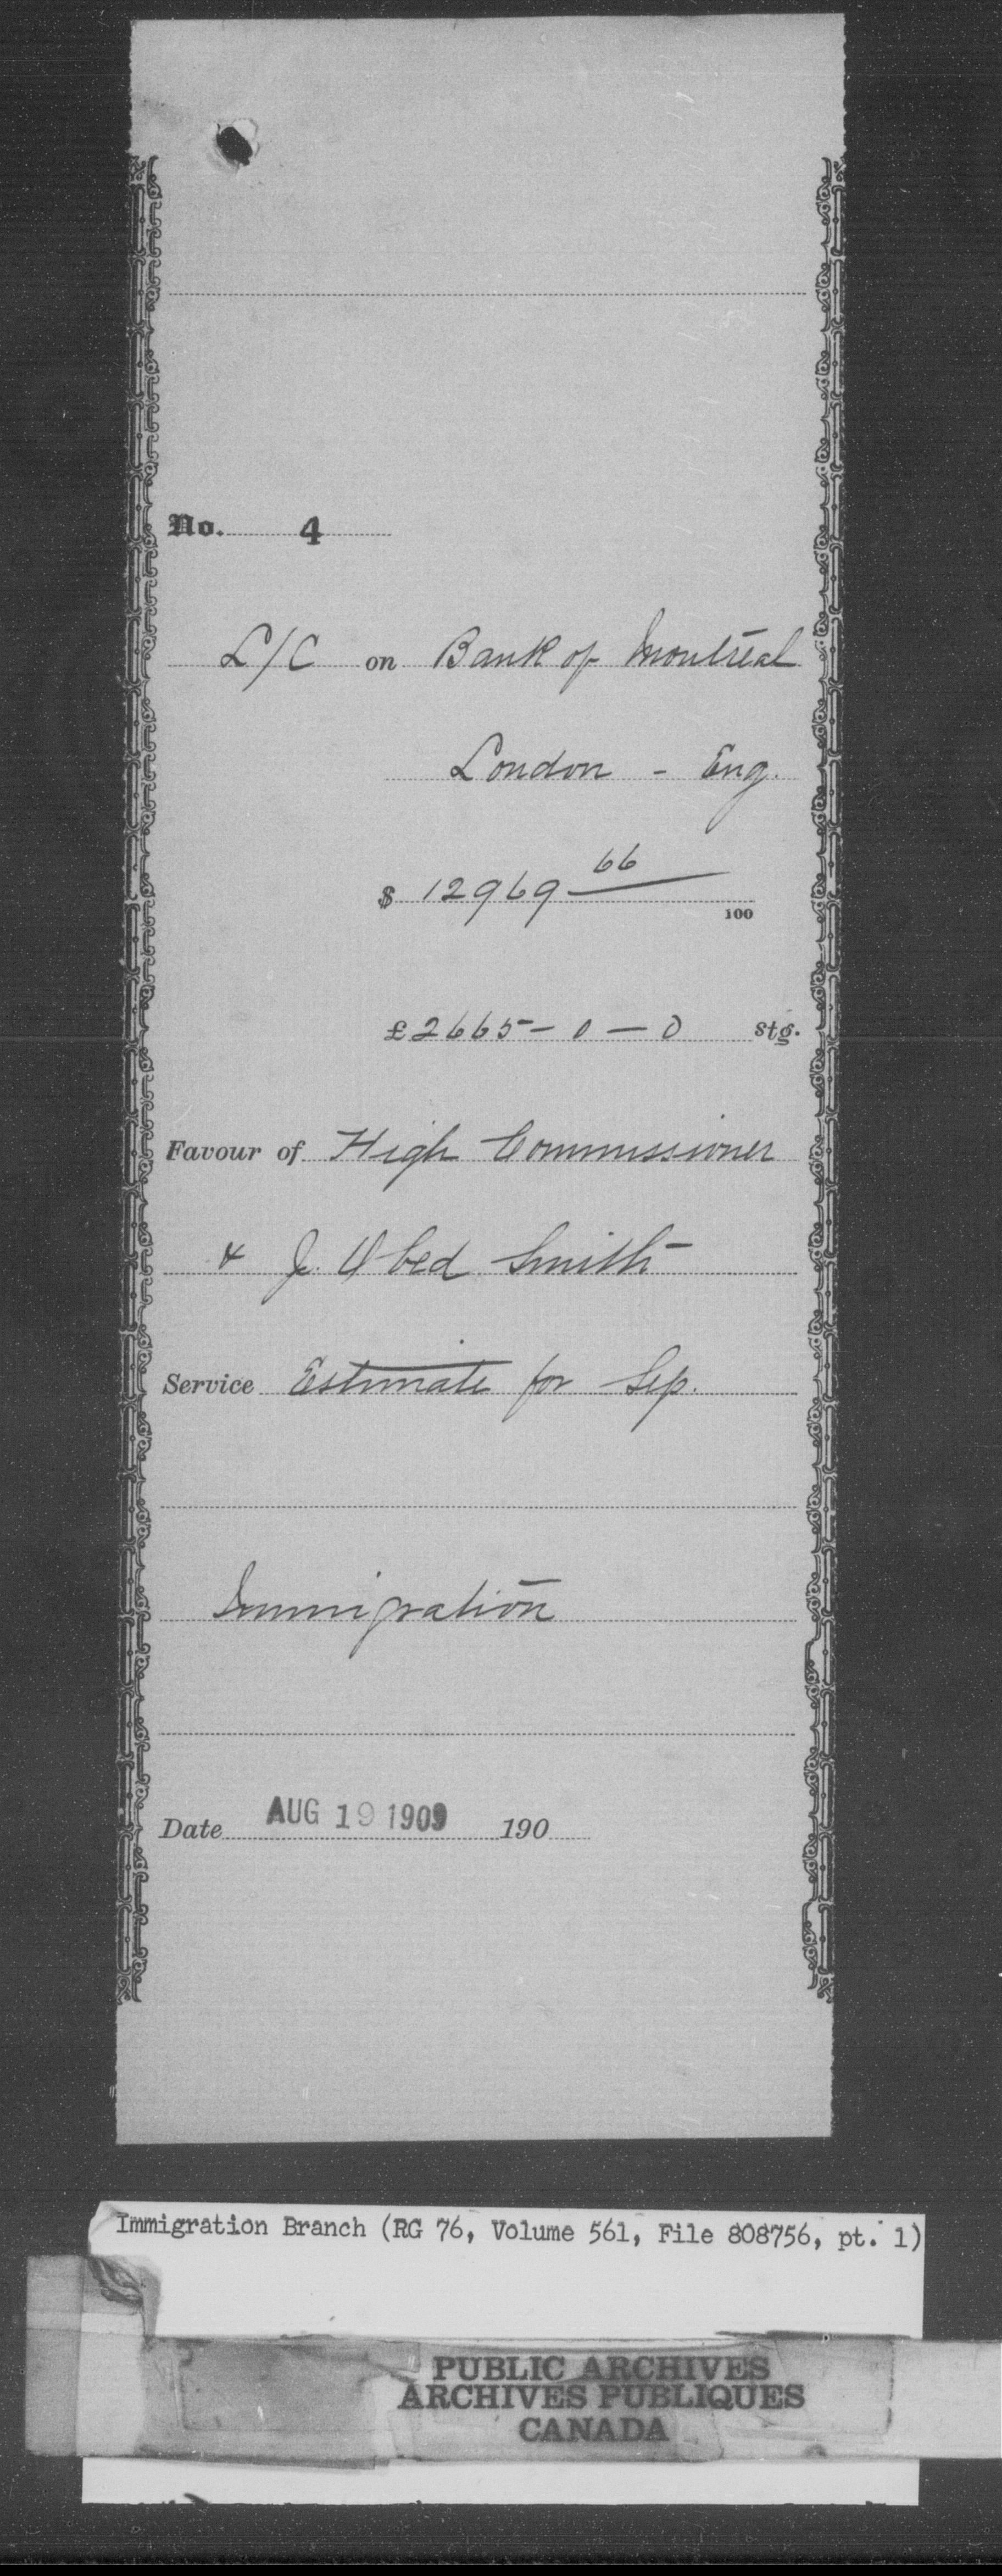 No. 4
L/C on Bank of Montreal
London - Eng.
$ 12969 66/100
£ 2665 - 0 - 0 stg.
Favour of High Commissioner
& J. Obed Smith
Service Estimate for Sep.
Immigration
Date AUG 19 1909 190
Immigration Branch (RG 76, Volume 561, File 808756, pt. 1)
PUBLIC ARCHIVES
ARCHIVES PUBLIQUES
CANADA